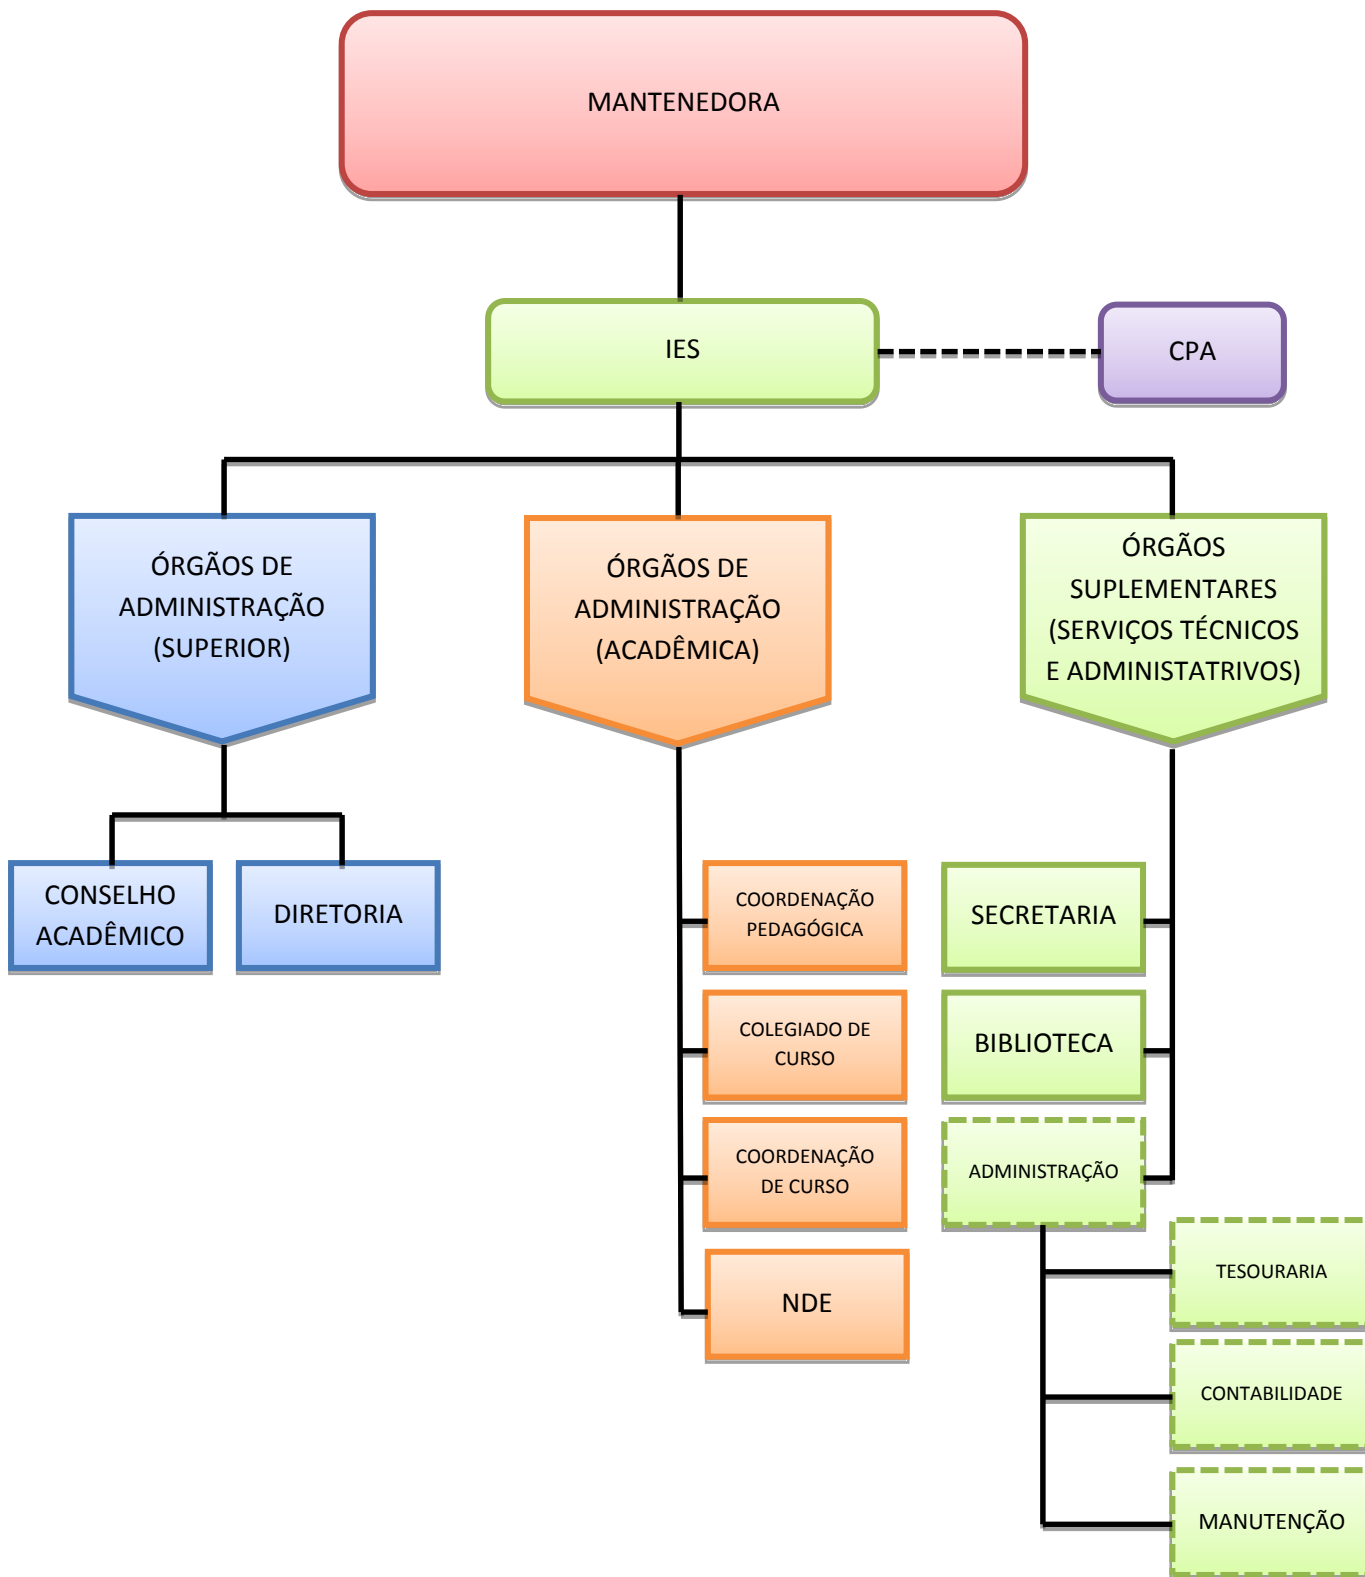 MANTENEDORA
IES
CPA
ÓRGÃOS DE
ADMINISTRAÇÃO
(SUPERIOR)
ÓRGÃOS DE
ADMINISTRAÇÃO
(ACADÊMICA)
ÓRGÃOS
SUPLEMENTARES
(SERVIÇOS TÉCNICOS
E ADMINISTATRIVOS)
CONSELHO
ACADÊMICO
DIRETORIA
COORDENAÇÃO
PEDAGÓGICA
COLEGIADO DE
CURSO
COORDENAÇÃO
DE CURSO
NDE
SECRETARIA
BIBLIOTECA
ADMINISTRAÇÃO
TESOURARIA
CONTABILIDADE
MANUTENÇÃO